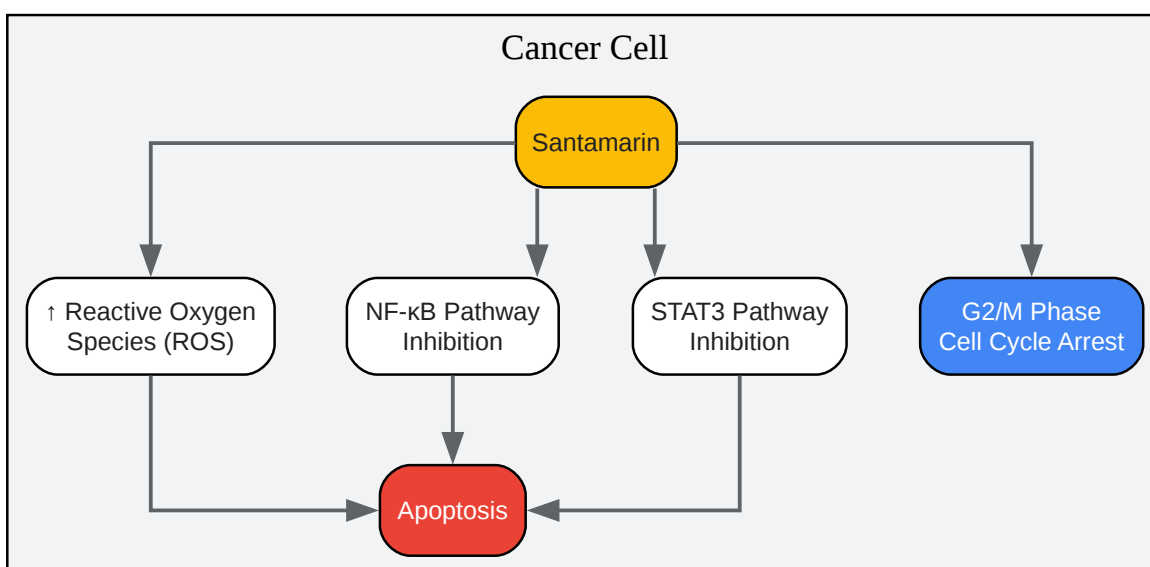 Cancer Cell
Santamarin
↑ Reactive Oxygen
Species (ROS)
NF-κB Pathway
Inhibition
STAT3 Pathway
Inhibition
G2/M Phase
Cell Cycle Arrest
Apoptosis